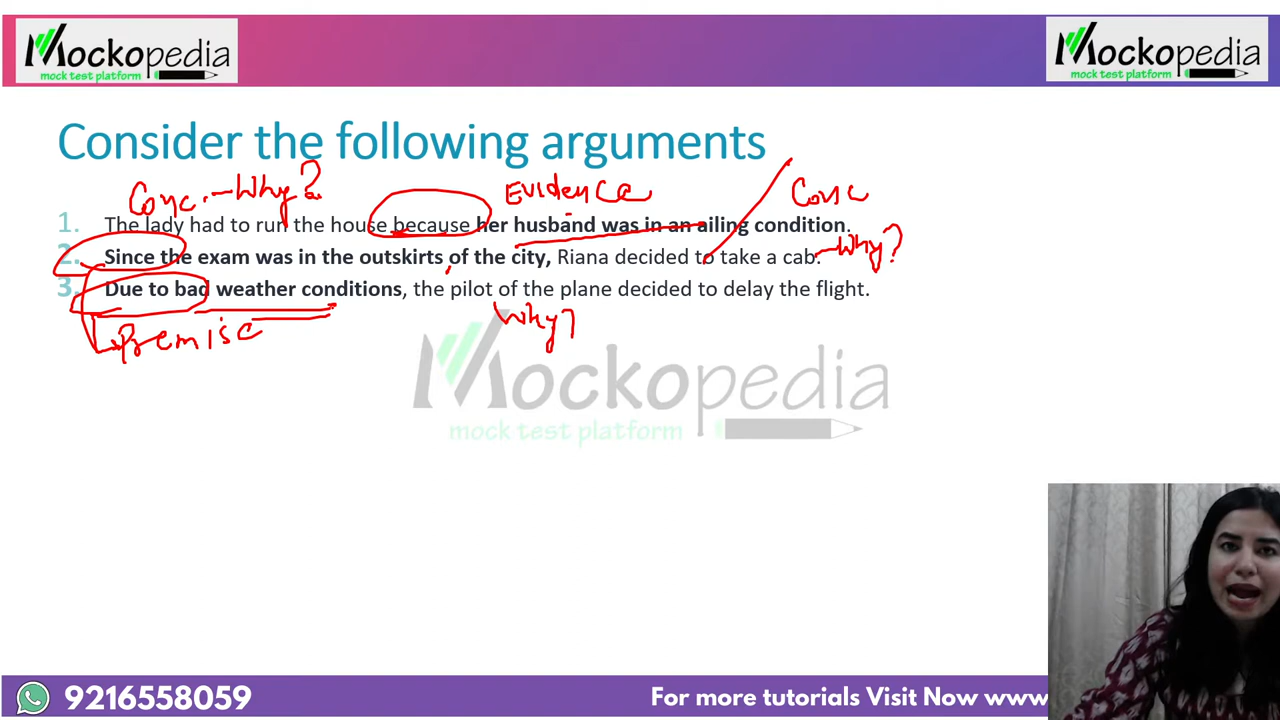 Mockopedia Mockopedia
mock test platform mock test platform
Consider the following arguments
Conc. - Why? Evidence Conc
1. The lady had to run the house because her husband was in an ailing condition.
2. Since the exam was in the outskirts of the city, Riana decided to take a cab. - Why?
3. Due to bad weather conditions, the pilot of the plane decided to delay the flight.
Premise Why?
Mockopedia
mock test platform
9216558059 For more tutorials Visit Now www.